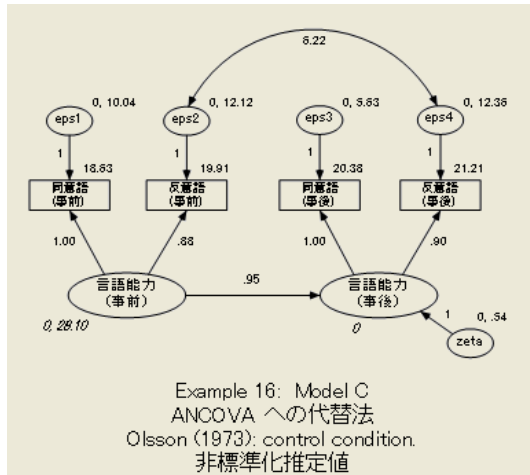 6.22
0, 10.04
0, 12.12
0, 5.63
0, 12.36
eps1
eps2
eps3
eps4
1
1
1
1
18.63
19.91
20.38
21.21
同意語
(事前)
反意語
(事前)
同意語
(事後)
反意語
(事後)
1.00
.88
1.00
.90
言語能力
(事前)
.95
言語能力
(事後)
0, 28.10
0
1
0, .54
zeta
Example 16: Model C
ANCOVA への代替法
Olsson (1973): control condition.
非標準化推定値